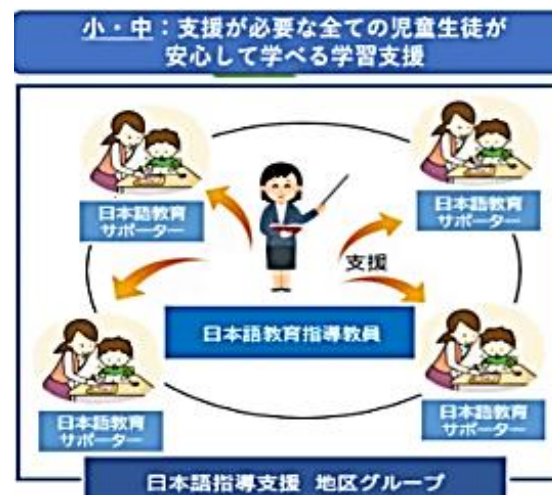 小・中：支援が必要な全ての児童生徒が
安心して学べる学習支援
日本語教育
サポーター
日本語教育
サポーター
支援
日本語教育指導教員
日本語教育
サポーター
日本語教育
サポーター
日本語指導支援 地区グループ